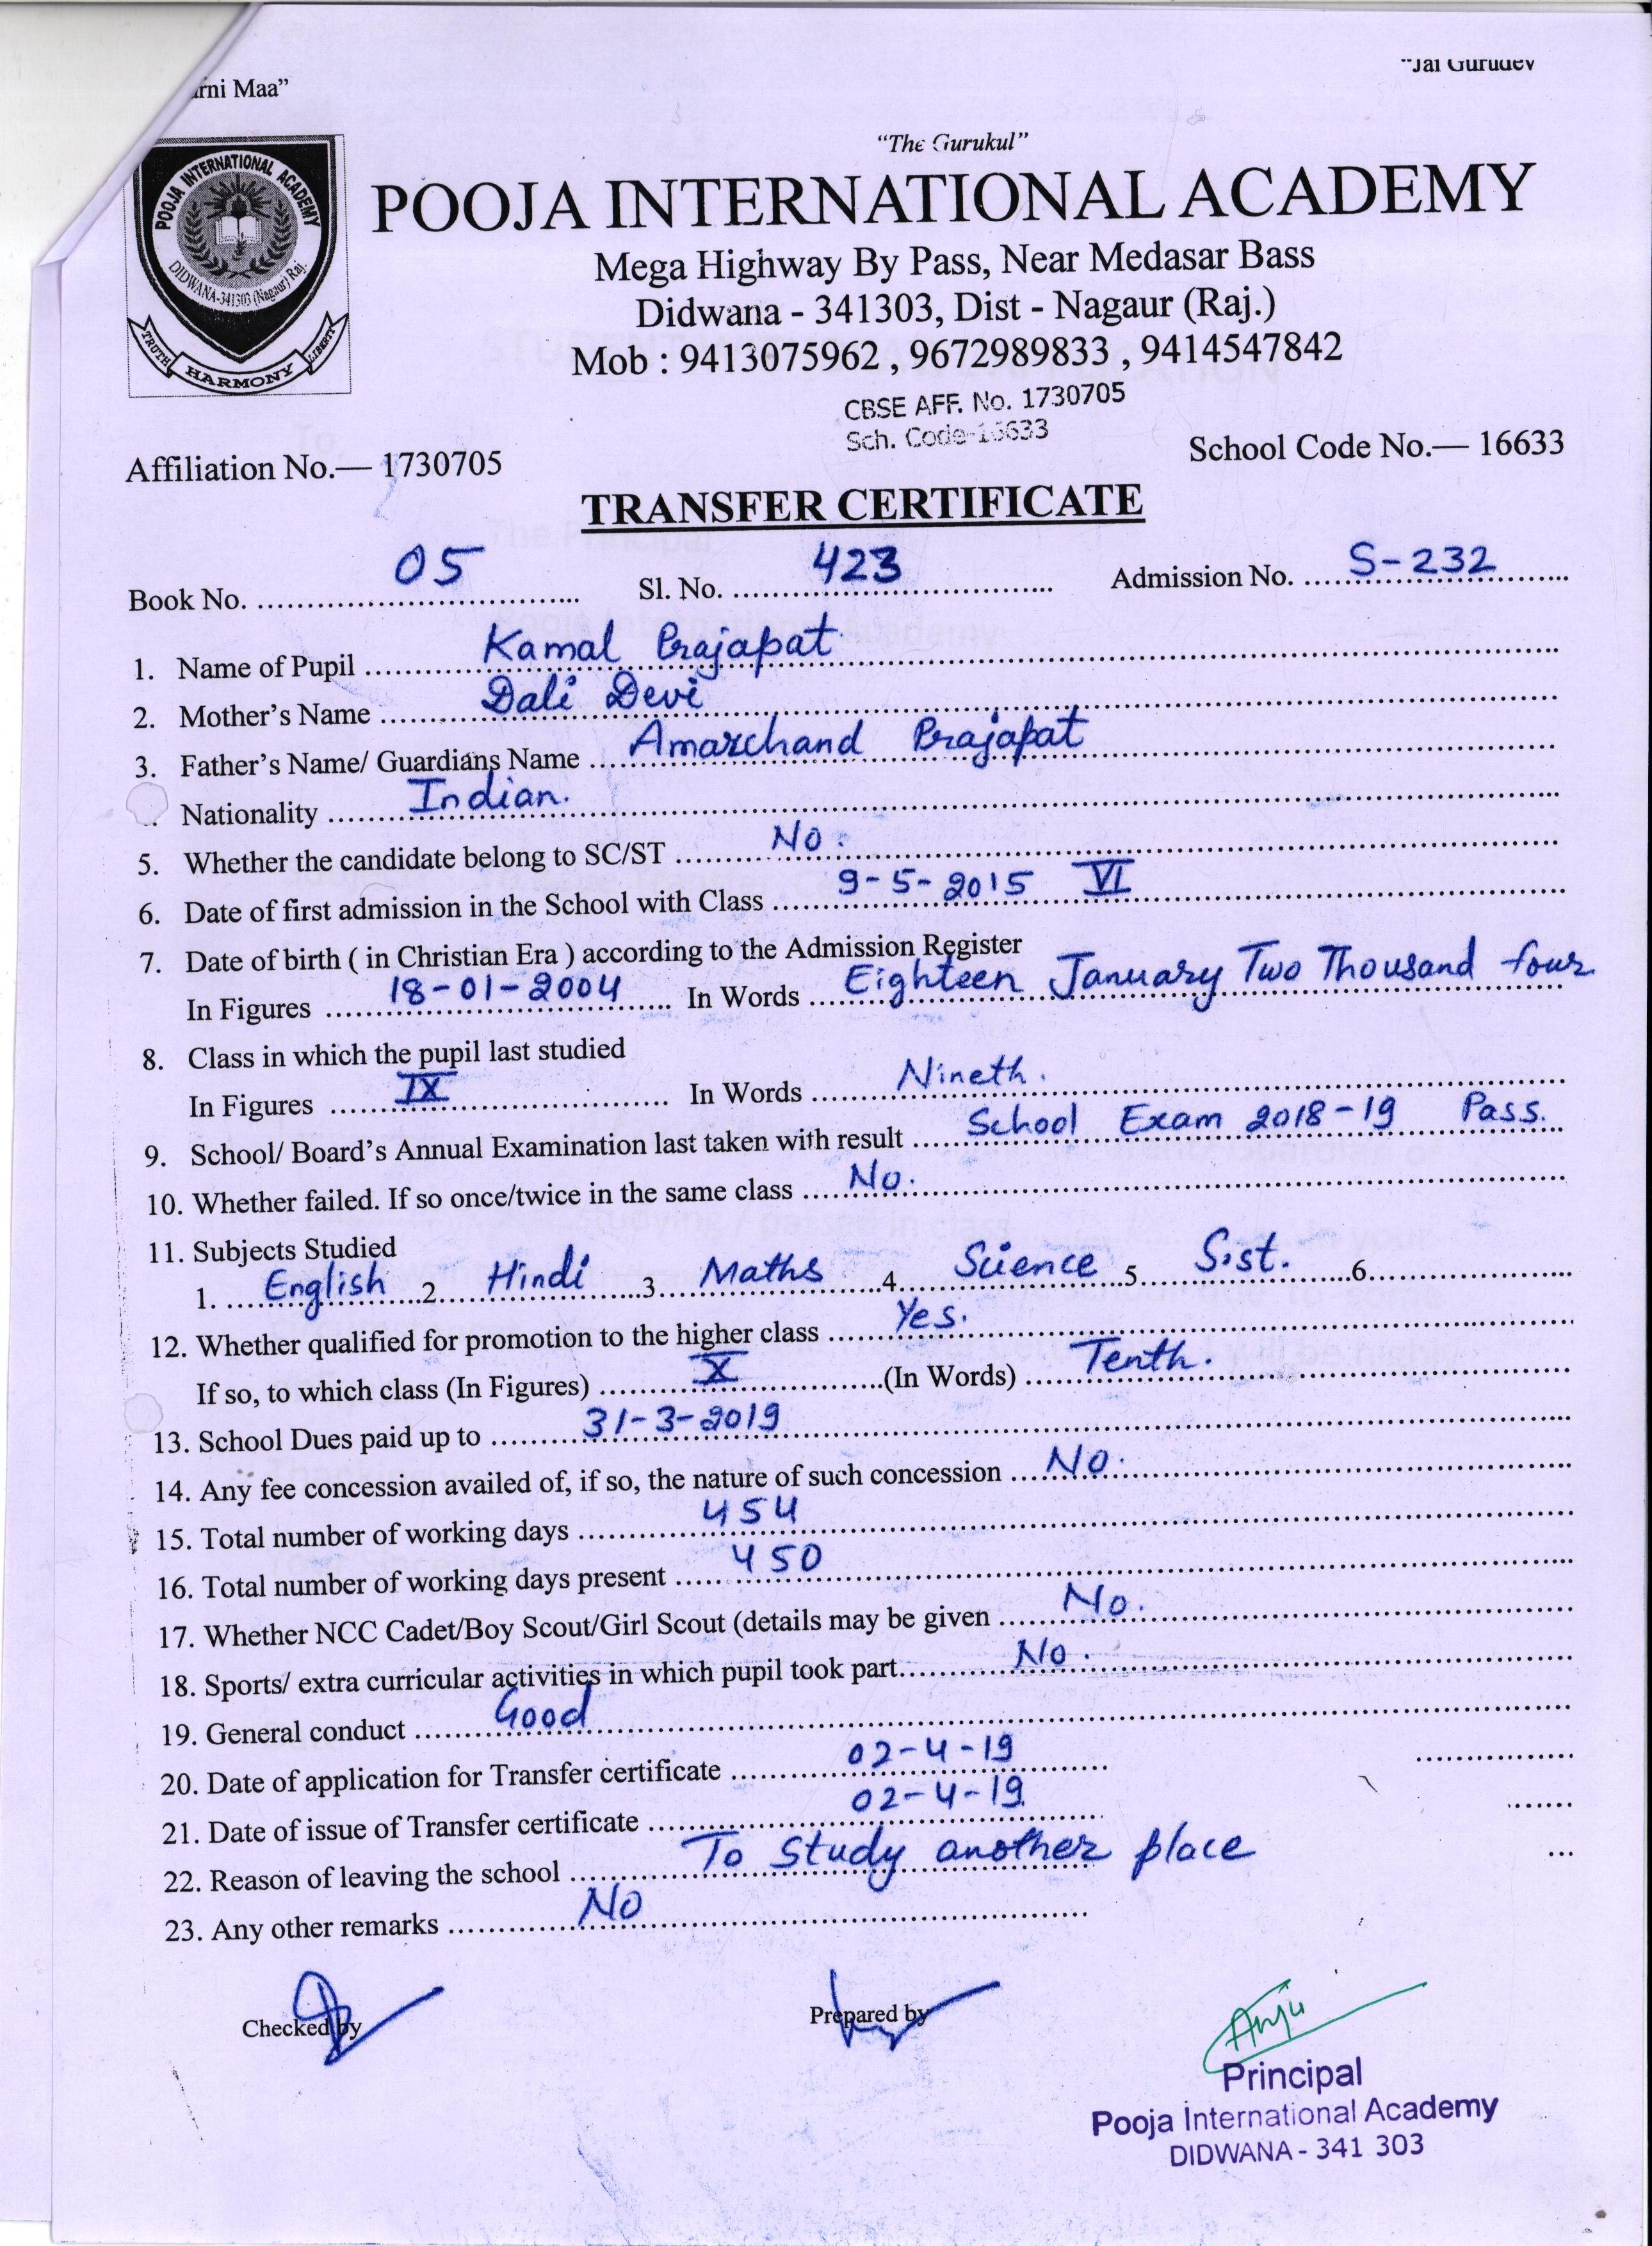 rni Maa”
“Jai Gurudev
“The Gurukul”
POOJA INTERNATIONAL ACADEMY
Mega Highway By Pass, Near Medasar Bass
Didwana - 341303, Dist - Nagaur (Raj.)
Mob : 9413075962 , 9672989833 , 9414547842
POOJA INTERNATIONAL ACADEMY
DIDWANA-341303 (Nagaur) Raj.
TRUTH HARMONY LIBERTY
CBSE AFF. No. 1730705
Sch. Code-16633
Affiliation No.— 1730705 School Code No.— 16633
TRANSFER CERTIFICATE
Book No. 05 Sl. No. 423 Admission No. S-232
1. Name of Pupil Kamal Prajapat
2. Mother’s Name Dali Devi
3. Father’s Name/ Guardians Name Amarchand Prajapat
. Nationality Indian.
5. Whether the candidate belong to SC/ST No.
6. Date of first admission in the School with Class 9-5-2015 VI
7. Date of birth ( in Christian Era ) according to the Admission Register
In Figures 18-01-2004 In Words Eighteen January Two Thousand four
8. Class in which the pupil last studied
In Figures IX In Words Nineth.
9. School/ Board’s Annual Examination last taken with result School Exam 2018-19 Pass.
10. Whether failed. If so once/twice in the same class No.
11. Subjects Studied
1. English 2. Hindi 3 Maths 4. Science 5. S.st. 6.
12. Whether qualified for promotion to the higher class Yes.
If so, to which class (In Figures) X (In Words) Tenth.
13. School Dues paid up to 31-3-2019
14. Any fee concession availed of, if so, the nature of such concession No.
15. Total number of working days 454
16. Total number of working days present 450
17. Whether NCC Cadet/Boy Scout/Girl Scout (details may be given No.
18. Sports/ extra curricular activities in which pupil took part No.
19. General conduct Good
20. Date of application for Transfer certificate 02-4-19
21. Date of issue of Transfer certificate 02-4-19
22. Reason of leaving the school To Study another place
23. Any other remarks No
Checked by Prepared by Anju
Principal
Pooja International Academy
DIDWANA - 341 303